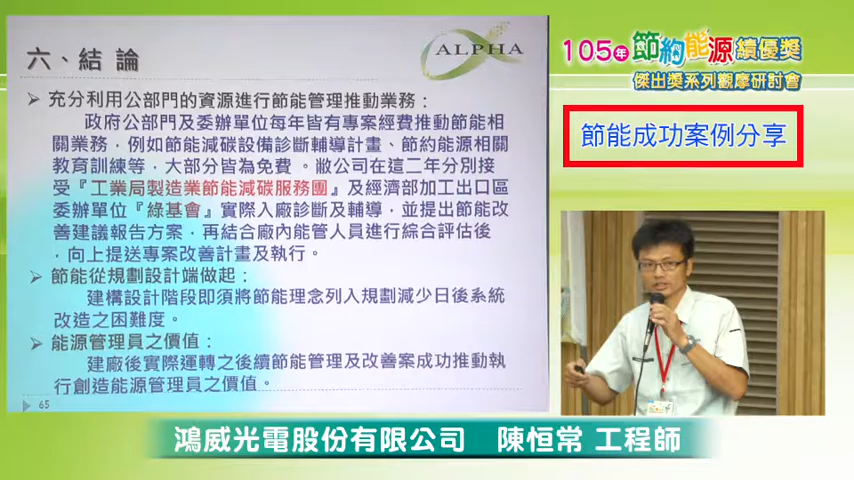 六、結論
ALPHA
➢ 充分利用公部門的資源進行節能管理推動業務：
政府公部門及委辦單位每年皆有專案經費推動節能相
關業務，例如節能減碳設備診斷輔導計畫、節約能源相關
教育訓練等，大部分皆為免費。敝公司在這二年分別接
受『工業局製造業節能減碳服務團』及經濟部加工出口區
委辦單位『綠基會』實際入廠診斷及輔導，並提出節能改
善建議報告方案，再結合廠內能管人員進行綜合評估後
，向上提送專案改善計畫及執行。
➢ 節能從規劃設計端做起：
建構設計階段即須將節能理念列入規劃減少日後系統
改造之困難度。
➢ 能源管理員之價值：
建廠後實際運轉之後續節能管理及改善案成功推動執
行創造能源管理員之價值。
65
105年節約能源績優獎
傑出獎系列觀摩研討會
節能成功案例分享
鴻威光電股份有限公司 陳恒常 工程師